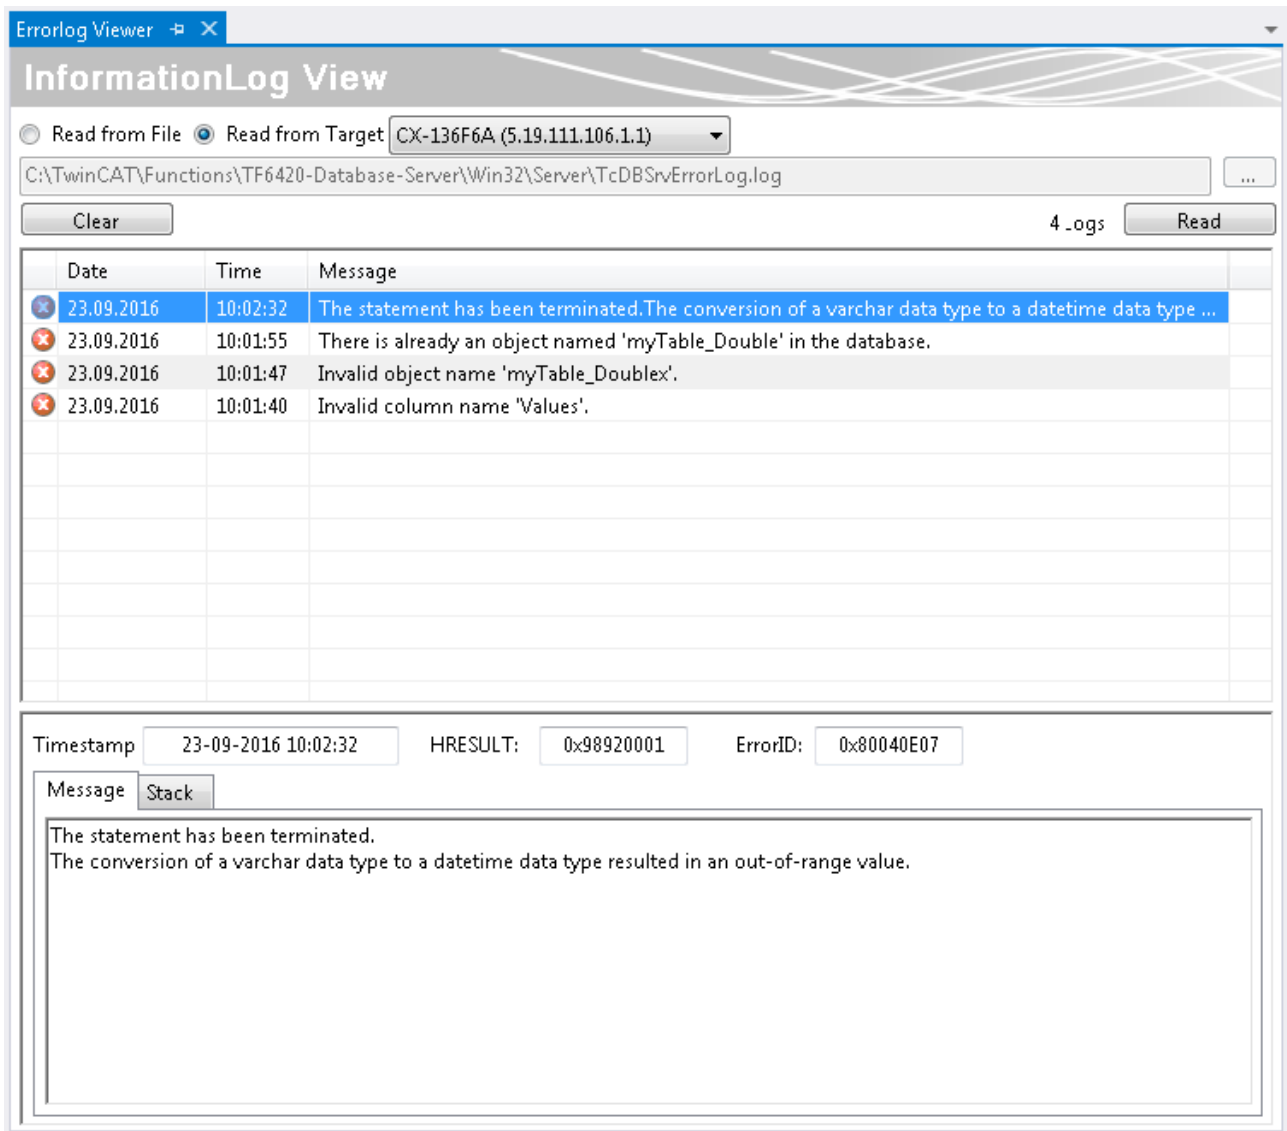 Errorlog Viewer
InformationLog View
Read from File Read from Target CX-136F6A (5.19.111.106.1.1)
C:\TwinCAT\Functions\TF6420-Database-Server\Win32\Server\TcDBSrvErrorLog.log ...
Clear 4 Logs Read
Date Time Message
23.09.2016 10:02:32 The statement has been terminated.The conversion of a varchar data type to a datetime data type ...
23.09.2016 10:01:55 There is already an object named 'myTable_Double' in the database.
23.09.2016 10:01:47 Invalid object name 'myTable_Doublex'.
23.09.2016 10:01:40 Invalid column name 'Values'.
Timestamp 23-09-2016 10:02:32 HRESULT: 0x98920001 ErrorID: 0x80040E07
Message Stack
The statement has been terminated.
The conversion of a varchar data type to a datetime data type resulted in an out-of-range value.